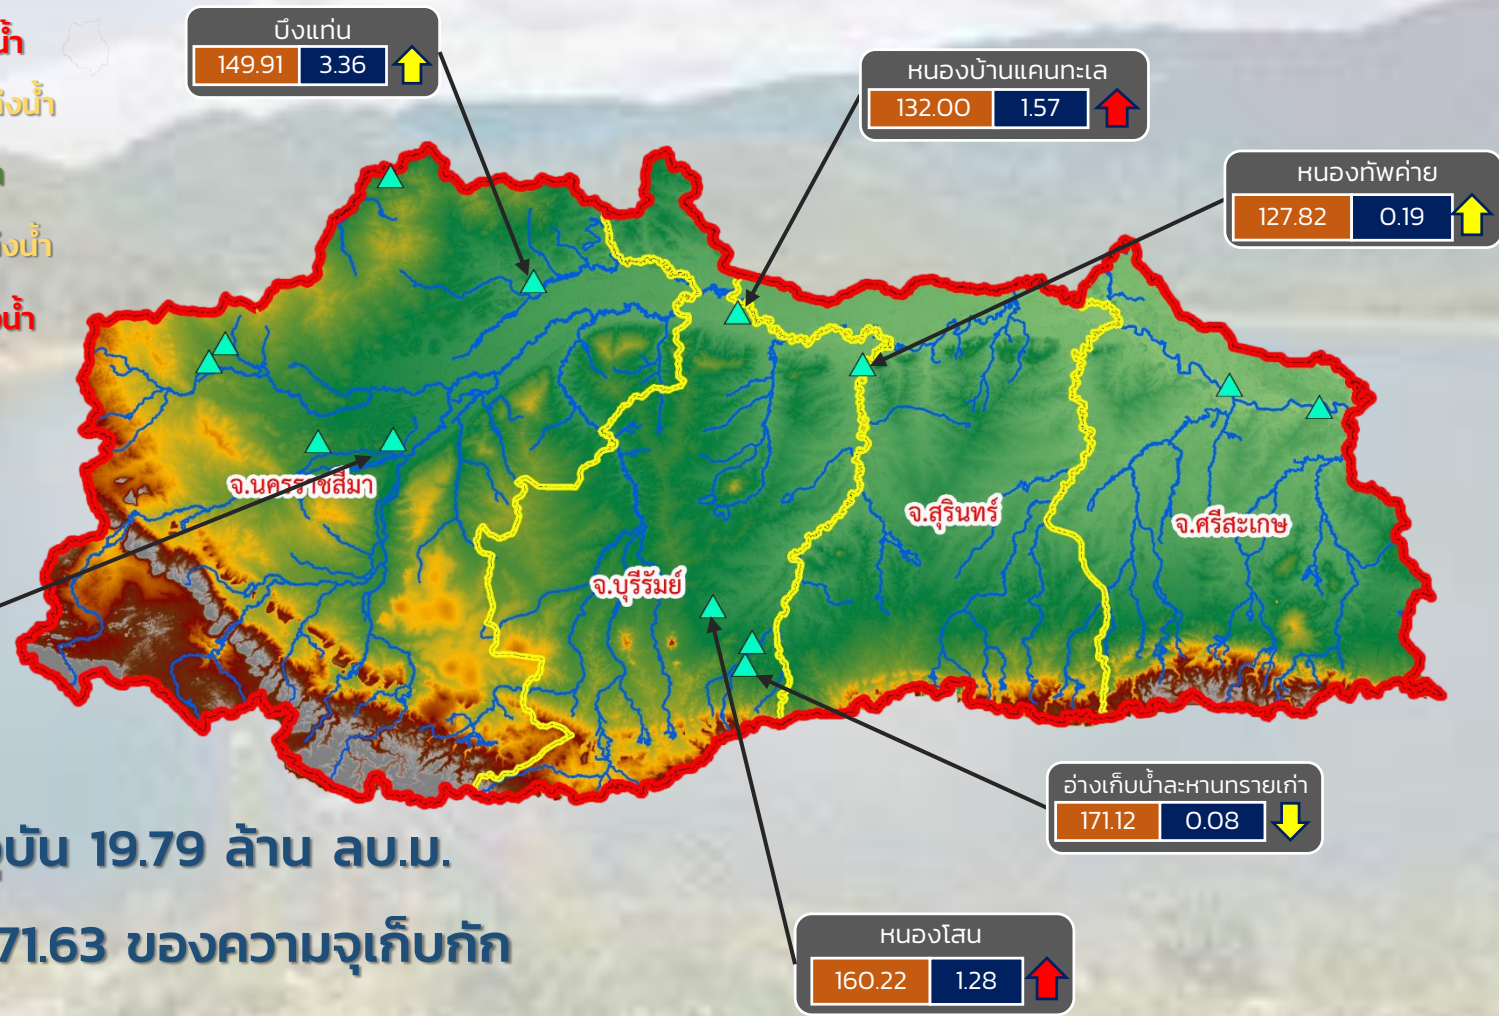 น้ำ
บึงแท่น
149.91 3.36
หนองบ้านแคนทะเล
132.00 1.57
หนองทัพค่าย
127.82 0.19
จ.นครราชสีมา
จ.สุรินทร์
จ.ศรีสะเกษ
จ.บุรีรัมย์
อ่างเก็บน้ำละหานทรายเก่า
171.12 0.08
บัน 19.79 ล้าน ลบ.ม.
71.63 ของความจุเก็บกัก
หนองโสน
160.22 1.28